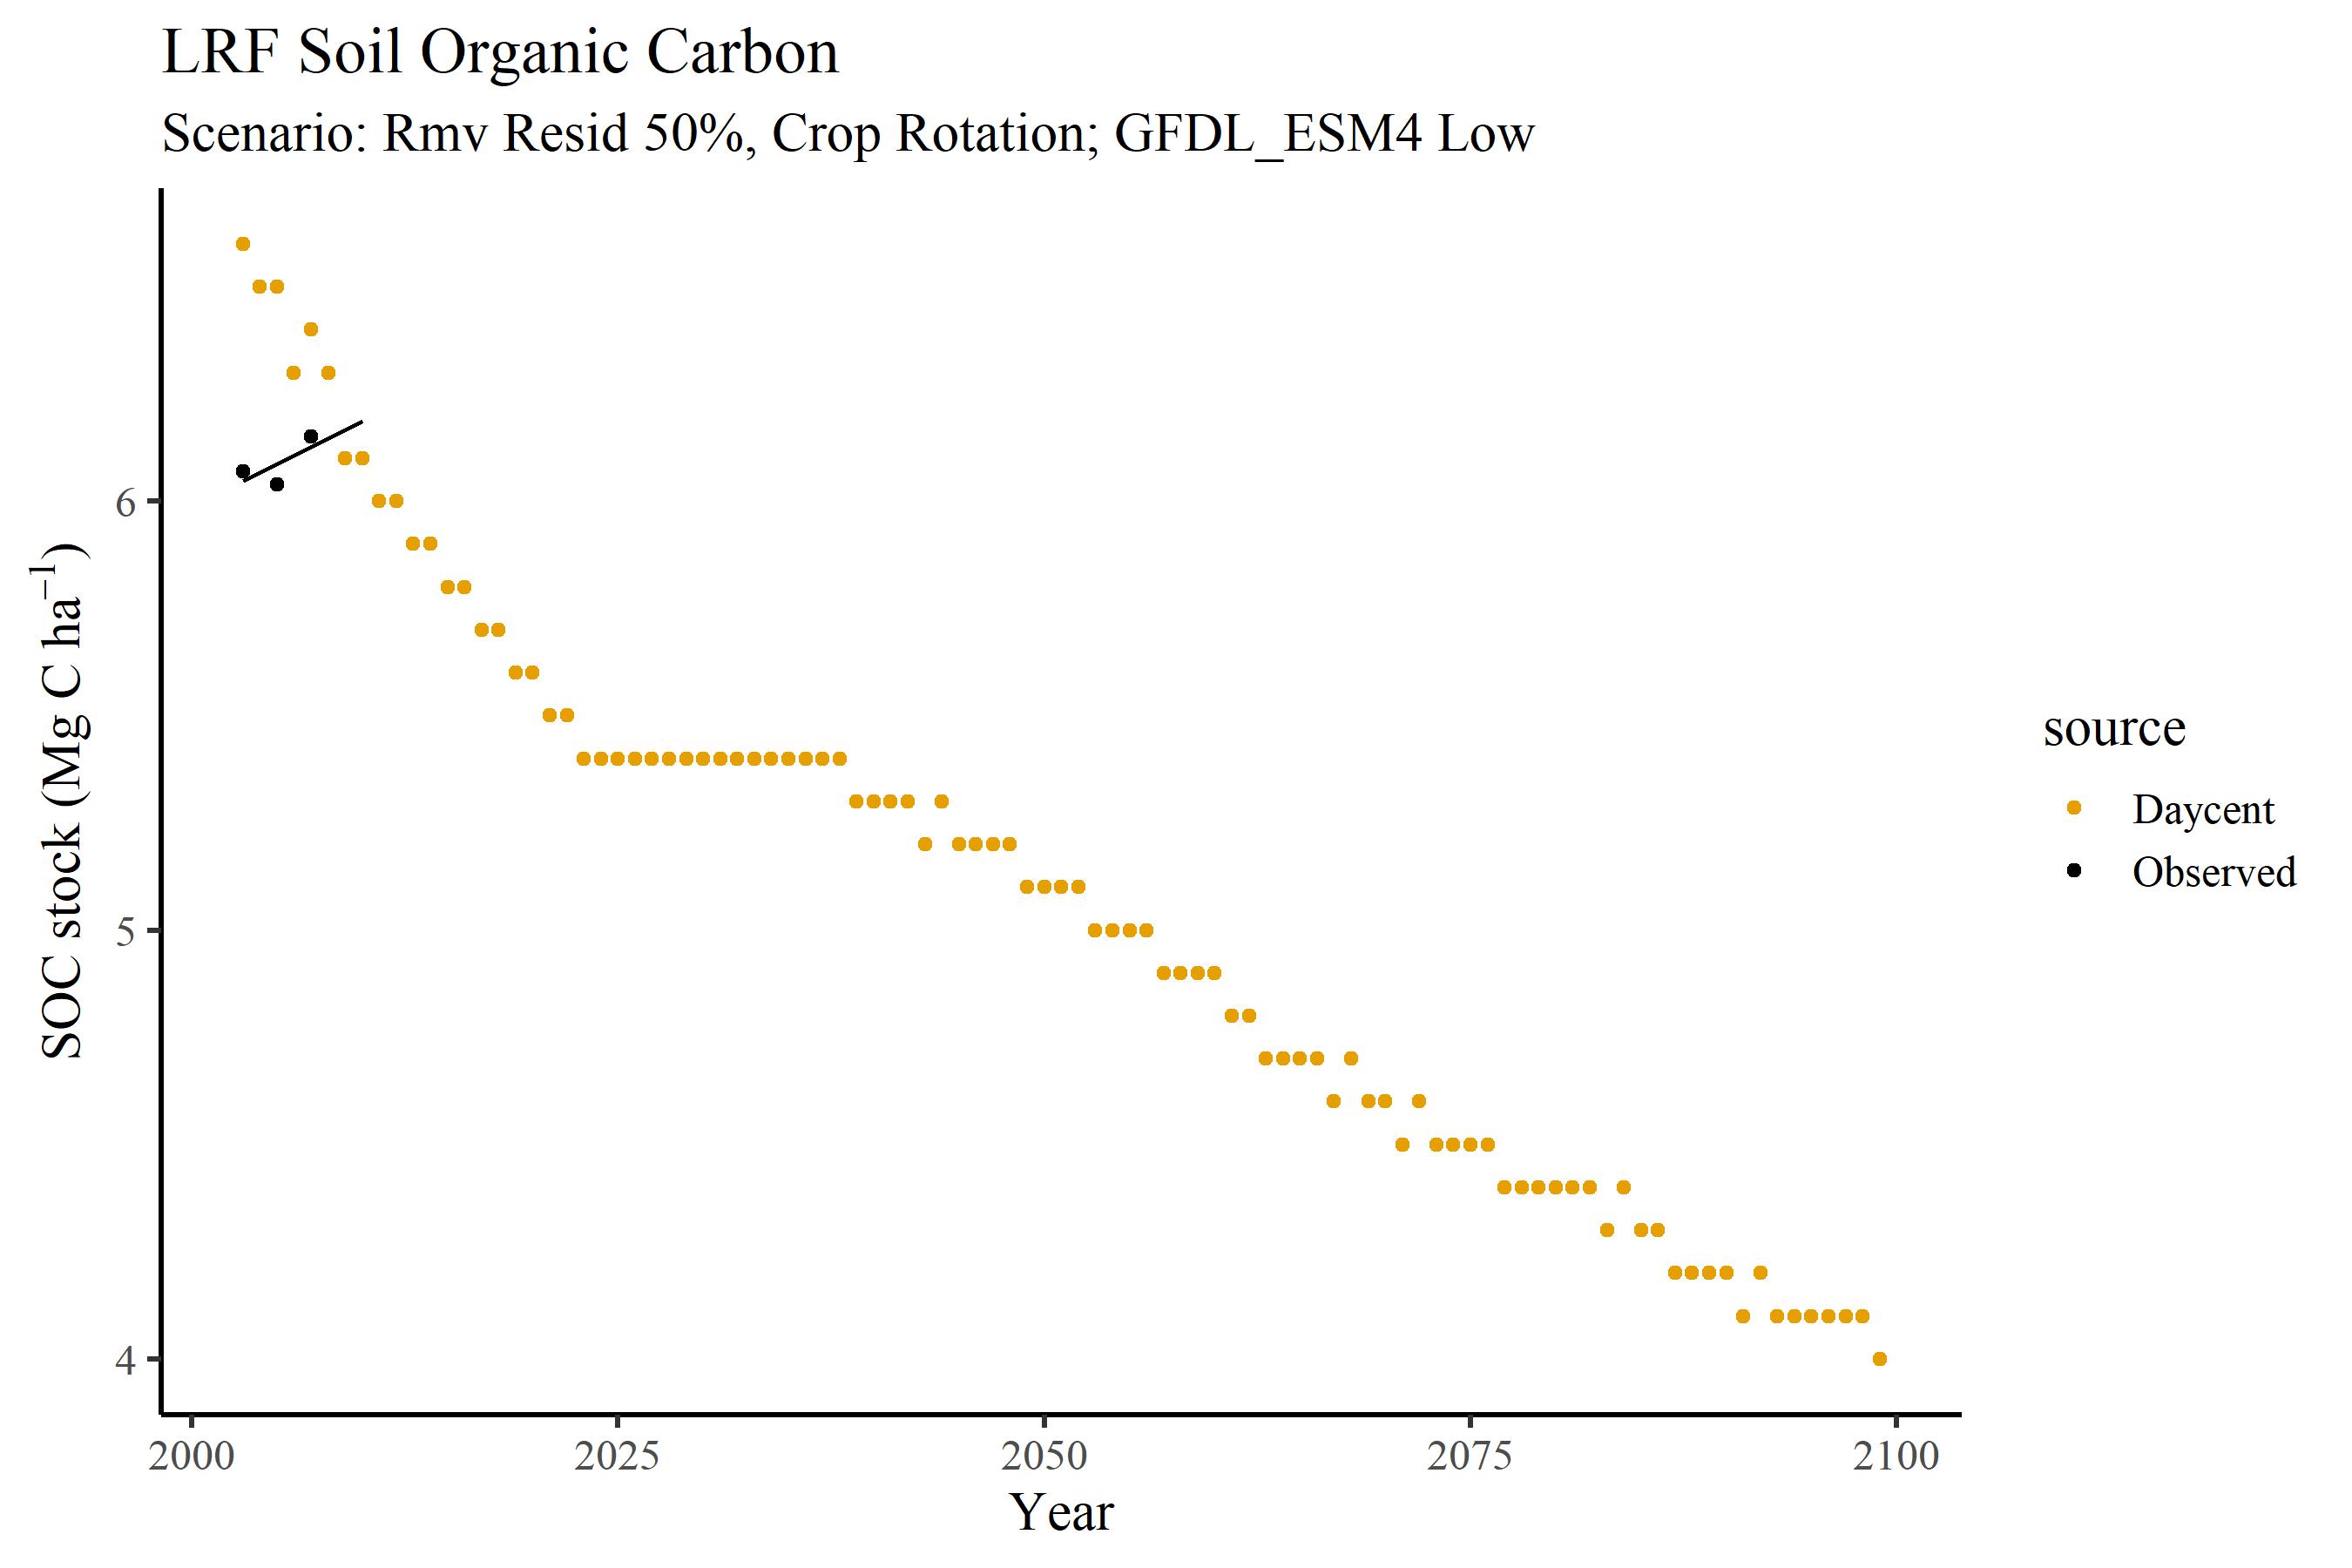 LRF Soil Organic Carbon
Scenario: Rmv Resid 50%, Crop Rotation; GFDL_ESM4 Low
SOC stock (Mg C ha⁻¹)
6
5
4
2000
2025
2050
2075
2100
Year
source
Daycent
Observed